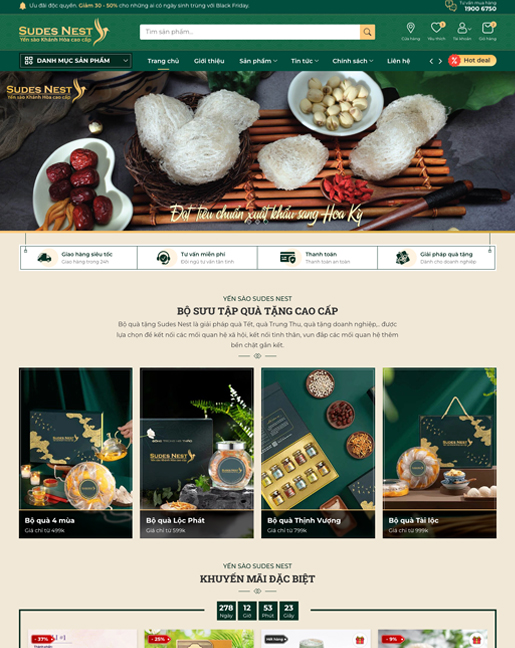 Ưu đãi độc quyền. Giảm 30 - 50% cho những ai có ngày sinh trùng với Black Friday.
Tư vấn mua hàng
1900 6750
SUDES NEST
Yến sào Khánh Hòa cao cấp
Tìm sản phẩm...
Cửa hàng
Yêu thích
Tài khoản
Giỏ hàng
DANH MỤC SẢN PHẨM
Trang chủ
Giới thiệu
Sản phẩm
Tin tức
Chính sách
Liên hệ
Hot deal
SUDES NEST
Yến sào Khánh Hòa cao cấp
Đạt tiêu chuẩn xuất khẩu sang Hoa Kỳ
Giao hàng siêu tốc
Giao hàng trong 24h
Tư vấn miễn phí
Đội ngũ tư vấn tận tình
Thanh toán
Thanh toán an toàn
Giải pháp quà tặng
Dành cho doanh nghiệp
YẾN SÀO SUDES NEST
BỘ SƯU TẬP QUÀ TẶNG CAO CẤP
Bộ quà tặng Sudes Nest là giải pháp quà Tết, quà Trung Thu, quà tặng doanh nghiệp,.. được
lựa chọn để kết nối các mối quan hệ xã hội, kết nối tình thân, vun đắp các mối quan hệ thêm
bền chặt gắn kết.
SUDES NEST
SUDES NEST
SUDES NEST
Bộ quà 4 mùa
Giá chỉ từ 499k
Bộ quà Lộc Phát
Giá chỉ từ 599k
Bộ quà Thịnh Vượng
Giá chỉ từ 799k
Bộ quà Tài lộc
Giá chỉ từ 999k
YẾN SÀO SUDES NEST
KHUYẾN MÃI ĐẶC BIỆT
278
Ngày
12
Giờ
53
Phút
23
Giây
- 37%
- 25%
Hết hàng
- 9%